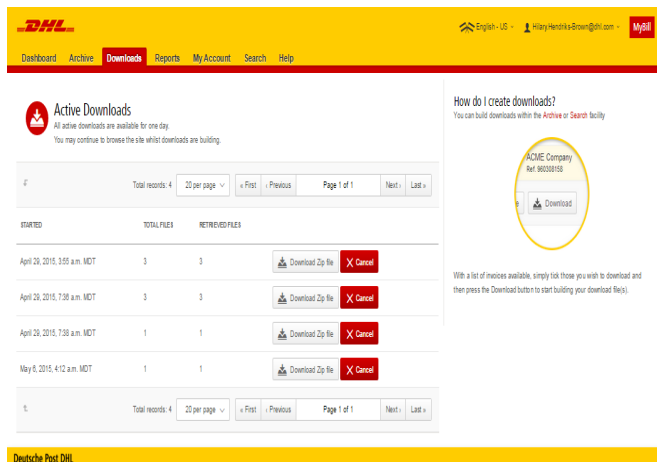 DHL
English - US
Hilary.Hendriks-Brown@dhl.com
MyBill
Dashboard Archive Downloads Reports My Account Search Help
Active Downloads
All active downloads are available for one day.
You may continue to browse the site whilst downloads are building.
Total records: 4 20 per page « First ‹ Previous Page 1 of 1 Next › Last »
STARTED TOTAL FILES RETRIEVED FILES
April 29, 2015, 3:55 a.m. MDT 3 3 Download Zip file X Cancel
April 29, 2015, 7:36 a.m. MDT 3 3 Download Zip file X Cancel
April 29, 2015, 7:38 a.m. MDT 1 1 Download Zip file X Cancel
May 6, 2015, 4:12 a.m. MDT 1 1 Download Zip file X Cancel
Total records: 4 20 per page « First ‹ Previous Page 1 of 1 Next › Last »
How do I create downloads?
You can build downloads within the Archive or Search facility
ACME Company
Ref. 960308158
e Download
With a list of invoices available, simply tick those you wish to download and
then press the Download button to start building your download file(s).
Deutsche Post DHL